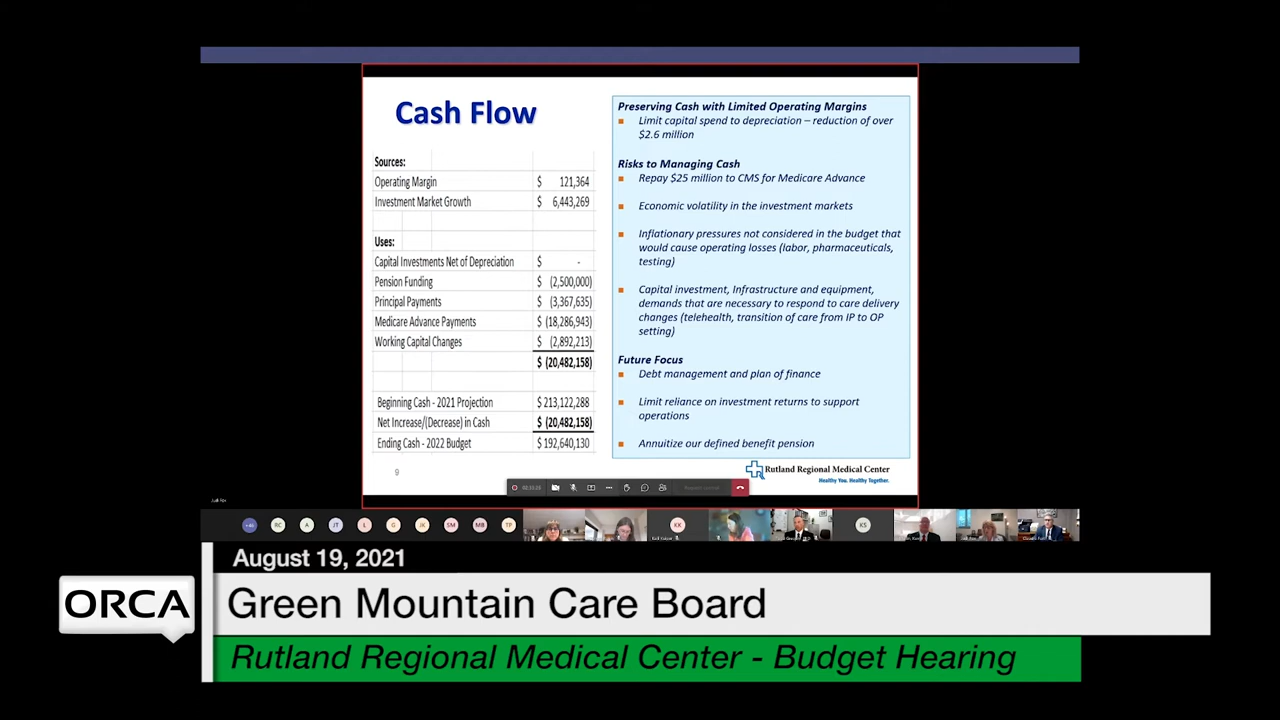 Cash Flow
Sources:
Operating Margin $ 121,364
Investment Market Growth $ 6,443,269
Uses:
Capital Investments Net of Depreciation $ -
Pension Funding $ (2,500,000)
Principal Payments $ (3,367,635)
Medicare Advance Payments $ (18,286,943)
Working Capital Changes $ (2,892,213)
$ (20,482,158)
Beginning Cash - 2021 Projection $ 213,122,288
Net Increase/(Decrease) in Cash $ (20,482,158)
Ending Cash - 2022 Budget $ 192,640,130
9
Preserving Cash with Limited Operating Margins
Limit capital spend to depreciation – reduction of over
$2.6 million
Risks to Managing Cash
Repay $25 million to CMS for Medicare Advance
Economic volatility in the investment markets
Inflationary pressures not considered in the budget that
would cause operating losses (labor, pharmaceuticals,
testing)
Capital investment, Infrastructure and equipment,
demands that are necessary to respond to care delivery
changes (telehealth, transition of care from IP to OP
setting)
Future Focus
Debt management and plan of finance
Limit reliance on investment returns to support
operations
Annuitize our defined benefit pension
Rutland Regional Medical Center
Healthy You. Healthy Together.
RC A JT L G JK SM MB TP KK KS
August 19, 2021
ORCA
Green Mountain Care Board
Rutland Regional Medical Center - Budget Hearing